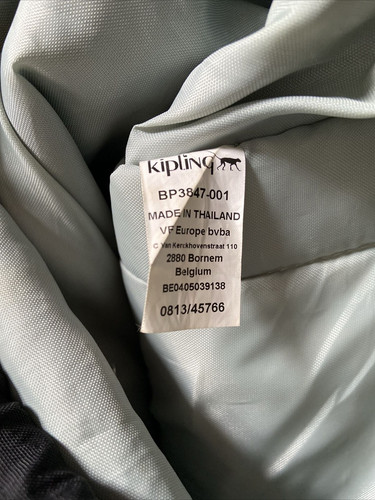 kipling
BP3847-001
MADE IN THAILAND
VF Europe bvba
C. Van Kerckhovenstraat 110
2880 Bornem
Belgium
BE0405039138
0813/45766